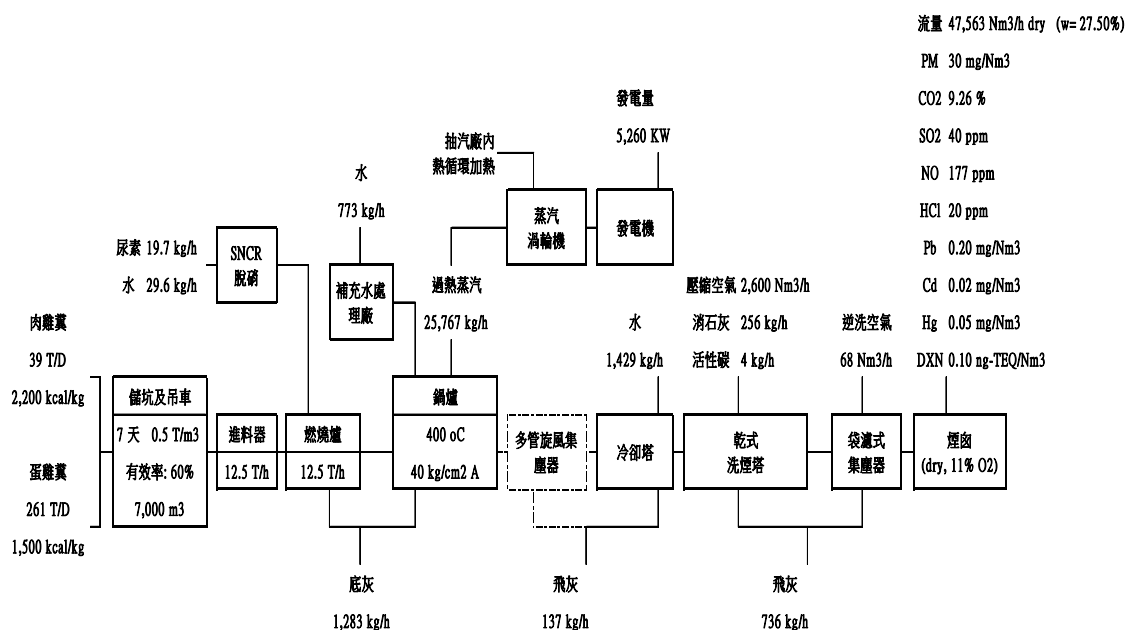 流量 47,563 Nm3/h dry (w= 27.50%)
PM 30 mg/Nm3
CO2 9.26 %
SO2 40 ppm
NO 177 ppm
HCl 20 ppm
Pb 0.20 mg/Nm3
Cd 0.02 mg/Nm3
Hg 0.05 mg/Nm3
DXN 0.10 ng-TEQ/Nm3
發電量
5,260 KW
抽汽廠內
熱循環加熱
水
773 kg/h
蒸汽
渦輪機
發電機
尿素 19.7 kg/h
水 29.6 kg/h
SNCR
脫硝
補充水處
理廠
過熱蒸汽
25,767 kg/h
水
1,429 kg/h
壓縮空氣 2,600 Nm3/h
消石灰 256 kg/h
活性碳 4 kg/h
逆洗空氣
68 Nm3/h
肉雞糞
39 T/D
2,200 kcal/kg
蛋雞糞
261 T/D
1,500 kcal/kg
儲坑及吊車
7 天 0.5 T/m3
有效率: 60%
7,000 m3
進料器
12.5 T/h
燃燒爐
12.5 T/h
鍋爐
400 oC
40 kg/cm2 A
多管旋風集
塵器
冷卻塔
乾式
洗煙塔
袋濾式
集塵器
煙囪
(dry, 11% O2)
底灰
1,283 kg/h
飛灰
137 kg/h
飛灰
736 kg/h